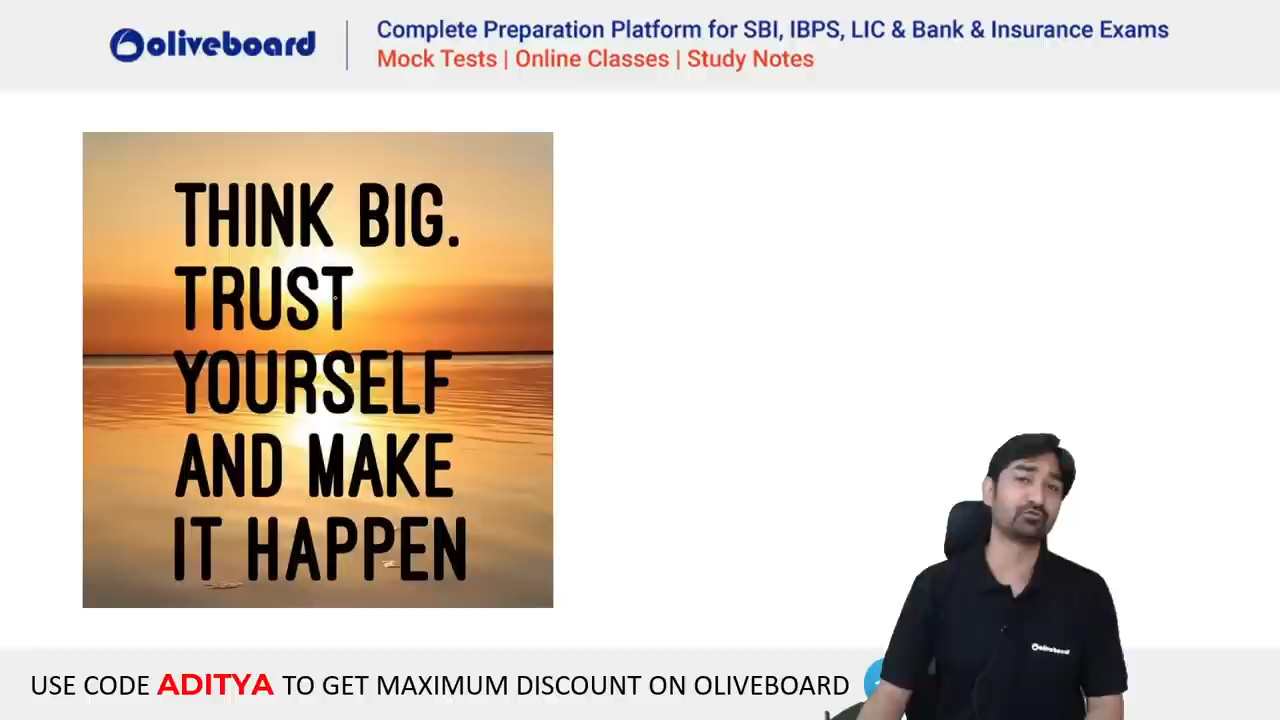 oliveboard
Complete Preparation Platform for SBI, IBPS, LIC & Bank & Insurance Exams
Mock Tests | Online Classes | Study Notes
THINK BIG.
TRUST
YOURSELF
AND MAKE
IT HAPPEN
oliveboard
USE CODE ADITYA TO GET MAXIMUM DISCOUNT ON OLIVEBOARD